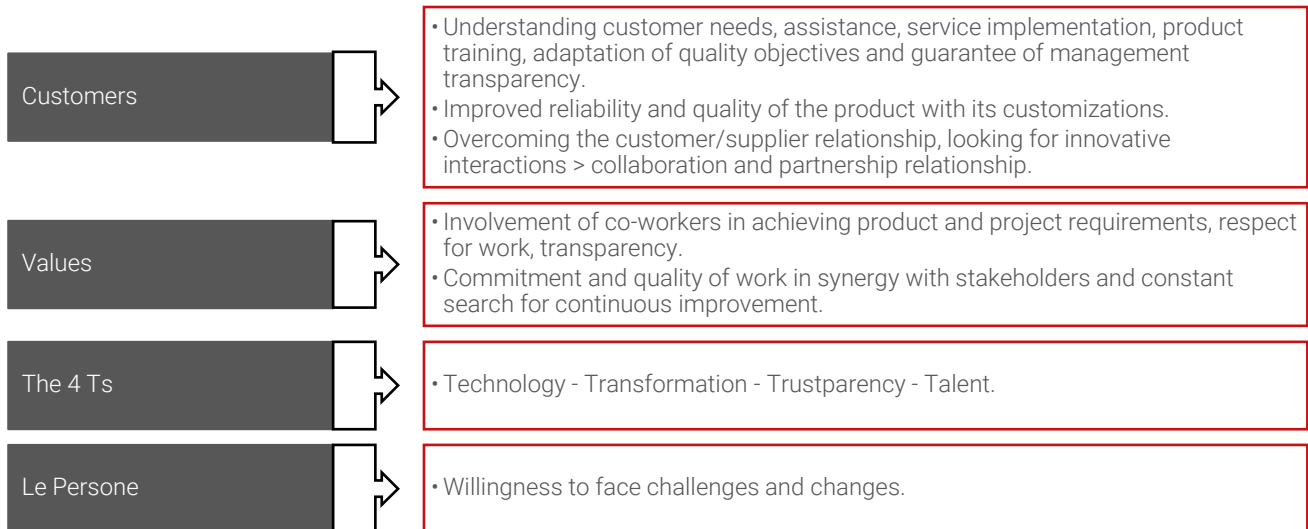 Customers
• Understanding customer needs, assistance, service implementation, product
training, adaptation of quality objectives and guarantee of management
transparency.
• Improved reliability and quality of the product with its customizations.
• Overcoming the customer/supplier relationship, looking for innovative
interactions > collaboration and partnership relationship.
Values
• Involvement of co-workers in achieving product and project requirements, respect
for work, transparency.
• Commitment and quality of work in synergy with stakeholders and constant
search for continuous improvement.
The 4 Ts
• Technology - Transformation - Trustparency - Talent.
Le Persone
• Willingness to face challenges and changes.